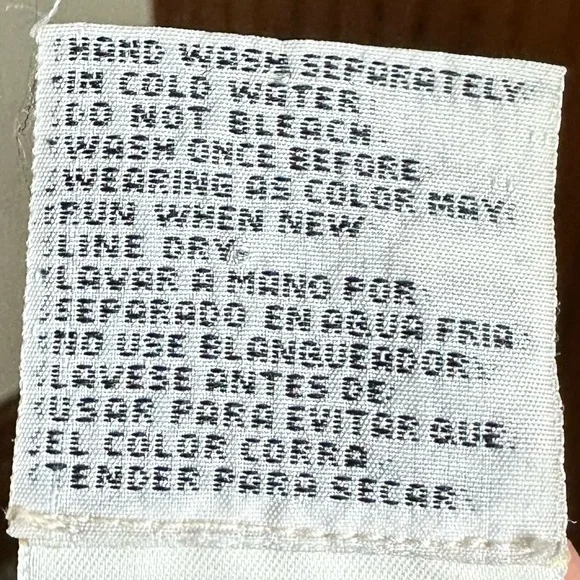 HAND WASH SEPARATELY
IN COLD WATER
DO NOT BLEACH
WASH ONCE BEFORE
WEARING AS COLOR MAY
RUN WHEN NEW
LINE DRY
LAVAR A MANO POR
SEPARADO EN AGUA FRIA
NO USE BLANQUEADOR
LAVESE ANTES DE
USAR PARA EVITAR QUE
EL COLOR CORRA
TENDER PARA SECAR